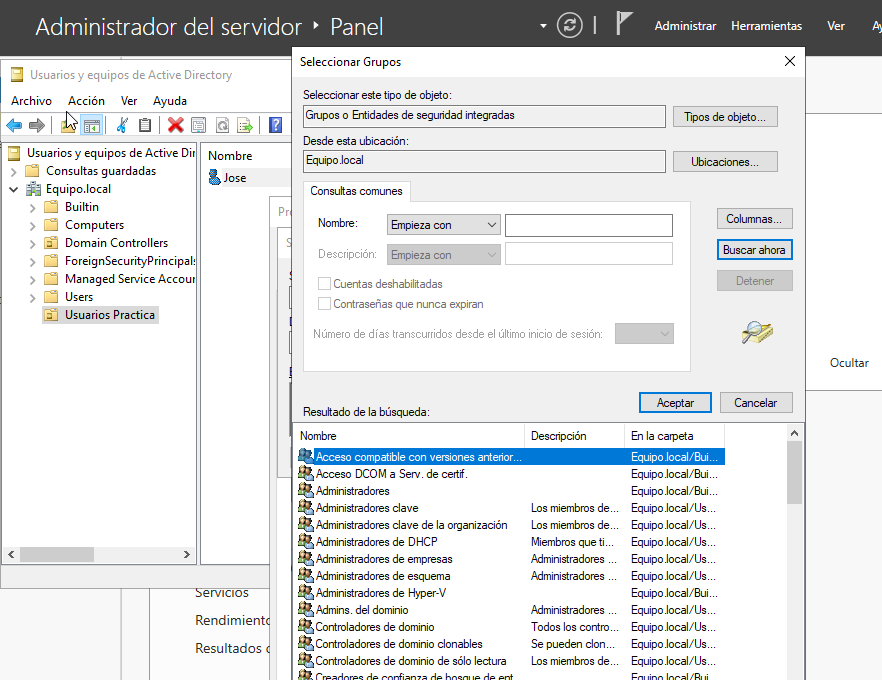 Administrador del servidor ‣ Panel
Administrar Herramientas Ver
Usuarios y equipos de Active Directory
Archivo Acción Ver Ayuda
Usuarios y equipos de Active Dir
Consultas guardadas
Equipo.local
Builtin
Computers
Domain Controllers
ForeignSecurityPrincipals
Managed Service Accour
Users
Usuarios Practica
Nombre
Jose
Seleccionar Grupos
Seleccionar este tipo de objeto:
Grupos o Entidades de seguridad integradas
Tipos de objeto...
Desde esta ubicación:
Equipo.local
Ubicaciones...
Consultas comunes
Nombre: Empieza con
Descripción: Empieza con
Cuentas deshabilitadas
Contraseñas que nunca expiran
Número de días transcurridos desde el último inicio de sesión:
Columnas...
Buscar ahora
Detener
Ocultar
Aceptar Cancelar
Resultado de la búsqueda:
Nombre Descripción En la carpeta
Acceso compatible con versiones anterior... Equipo.local/Bui...
Acceso DCOM a Serv. de certif. Equipo.local/Bui...
Administradores Equipo.local/Bui...
Administradores clave Los miembros de... Equipo.local/Us...
Administradores clave de la organización Los miembros de... Equipo.local/Us...
Administradores de DHCP Miembros que ti... Equipo.local/Us...
Administradores de empresas Administradores ... Equipo.local/Us...
Administradores de esquema Administradores ... Equipo.local/Us...
Administradores de Hyper-V Equipo.local/Bui...
Admins. del dominio Administradores ... Equipo.local/Us...
Controladores de dominio Todos los contro... Equipo.local/Us...
Controladores de dominio clonables Se pueden clon... Equipo.local/Us...
Controladores de dominio de sólo lectura Los miembros de... Equipo.local/Us...
Creadores de confianza de bosque de ent... Equipo.local/Bui...
Servicios
Rendimiento
Resultados